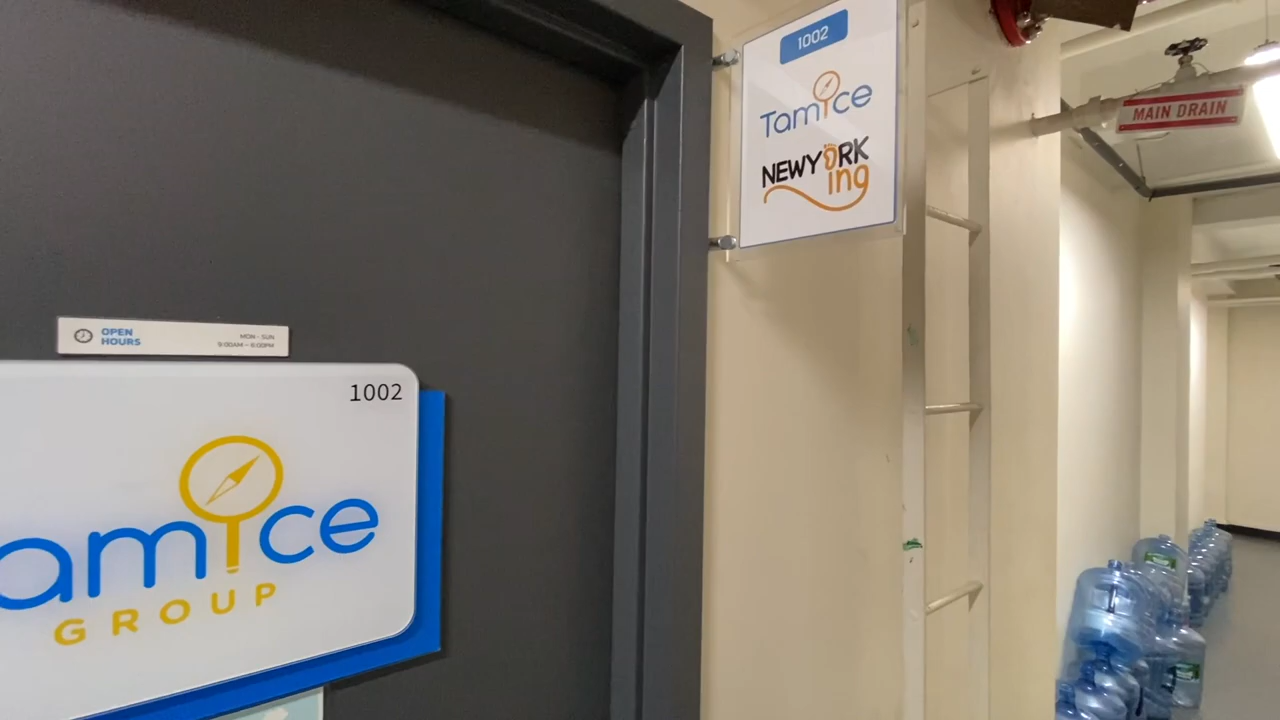 1002
Tamice
NEWYORK
ing
MAIN DRAIN
OPEN
HOURS
MON - SUN
9:00AM - 6:00PM
1002
amice
GROUP